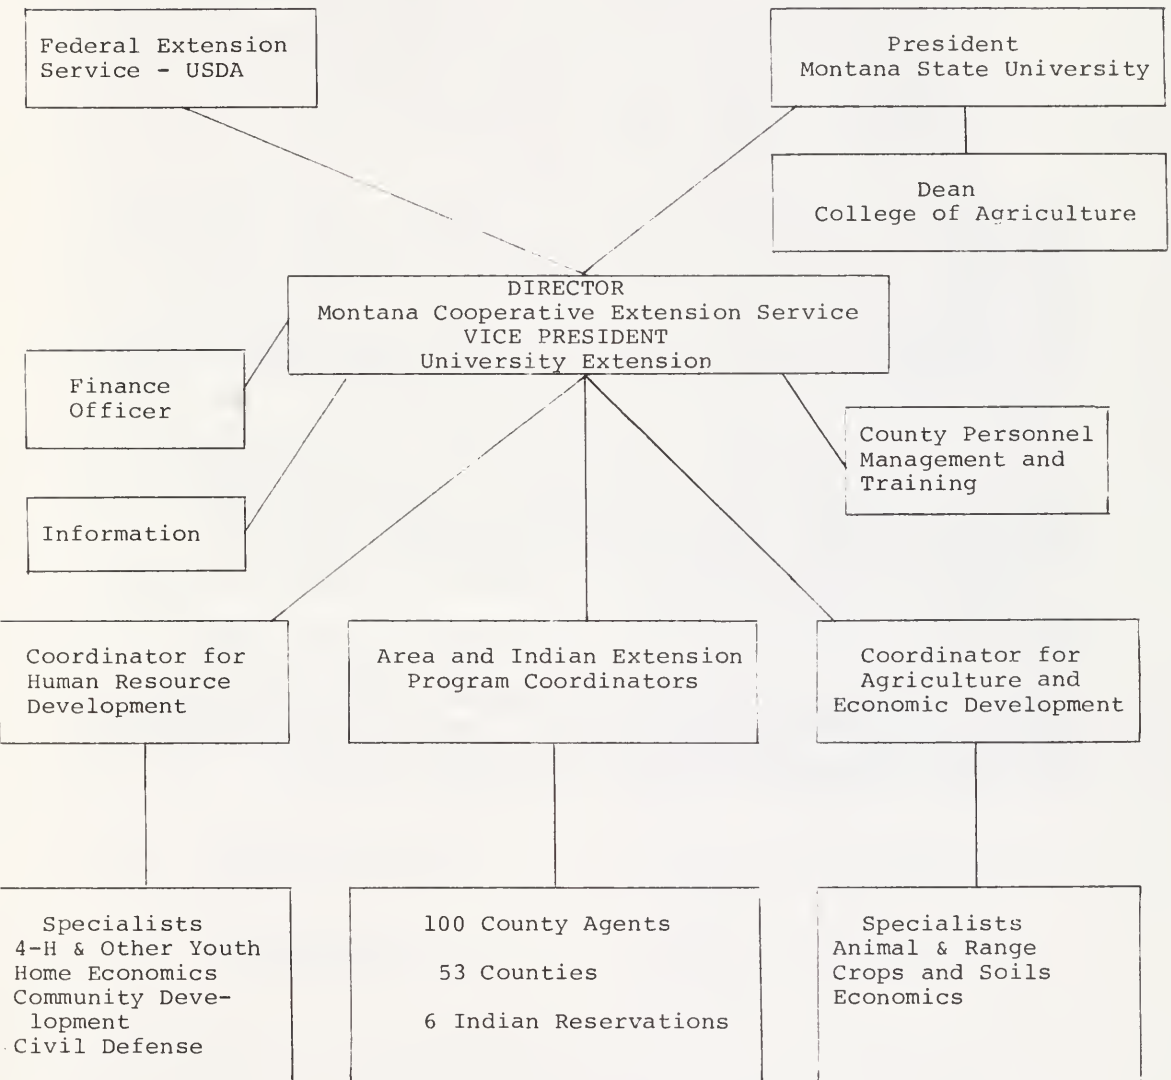 Federal Extension
Service - USDA
President
Montana State University
Dean
College of Agriculture
DIRECTOR
Montana Cooperative Extension Service
VICE PRESIDENT
University Extension
Finance
Officer
Information
County Personnel
Management and
Training
Coordinator for
Human Resource
Development
Area and Indian Extension
Program Coordinators
Coordinator for
Agriculture and
Economic Development
Specialists
4-H & Other Youth
Home Economics
Community Deve-
lopment
Civil Defense
100 County Agents
53 Counties
6 Indian Reservations
Specialists
Animal & Range
Crops and Soils
Economics